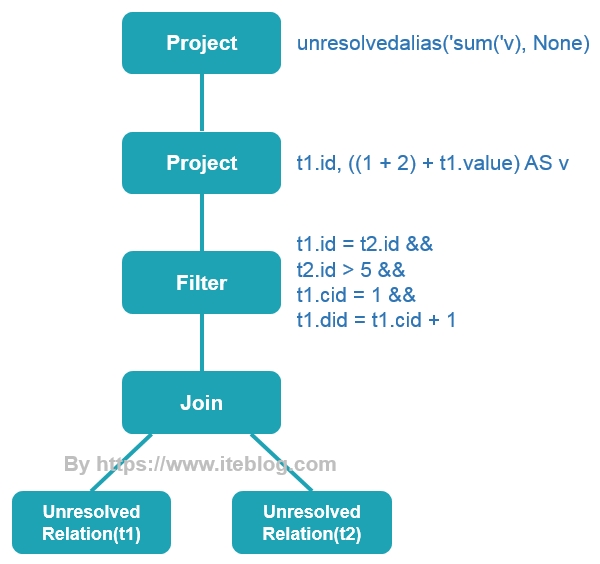 Project
unresolvedalias('sum('v), None)
Project
t1.id, ((1 + 2) + t1.value) AS v
Filter
t1.id = t2.id &&
t2.id > 5 &&
t1.cid = 1 &&
t1.did = t1.cid + 1
Join
By https://www.iteblog.com
Unresolved
Relation(t1)
Unresolved
Relation(t2)